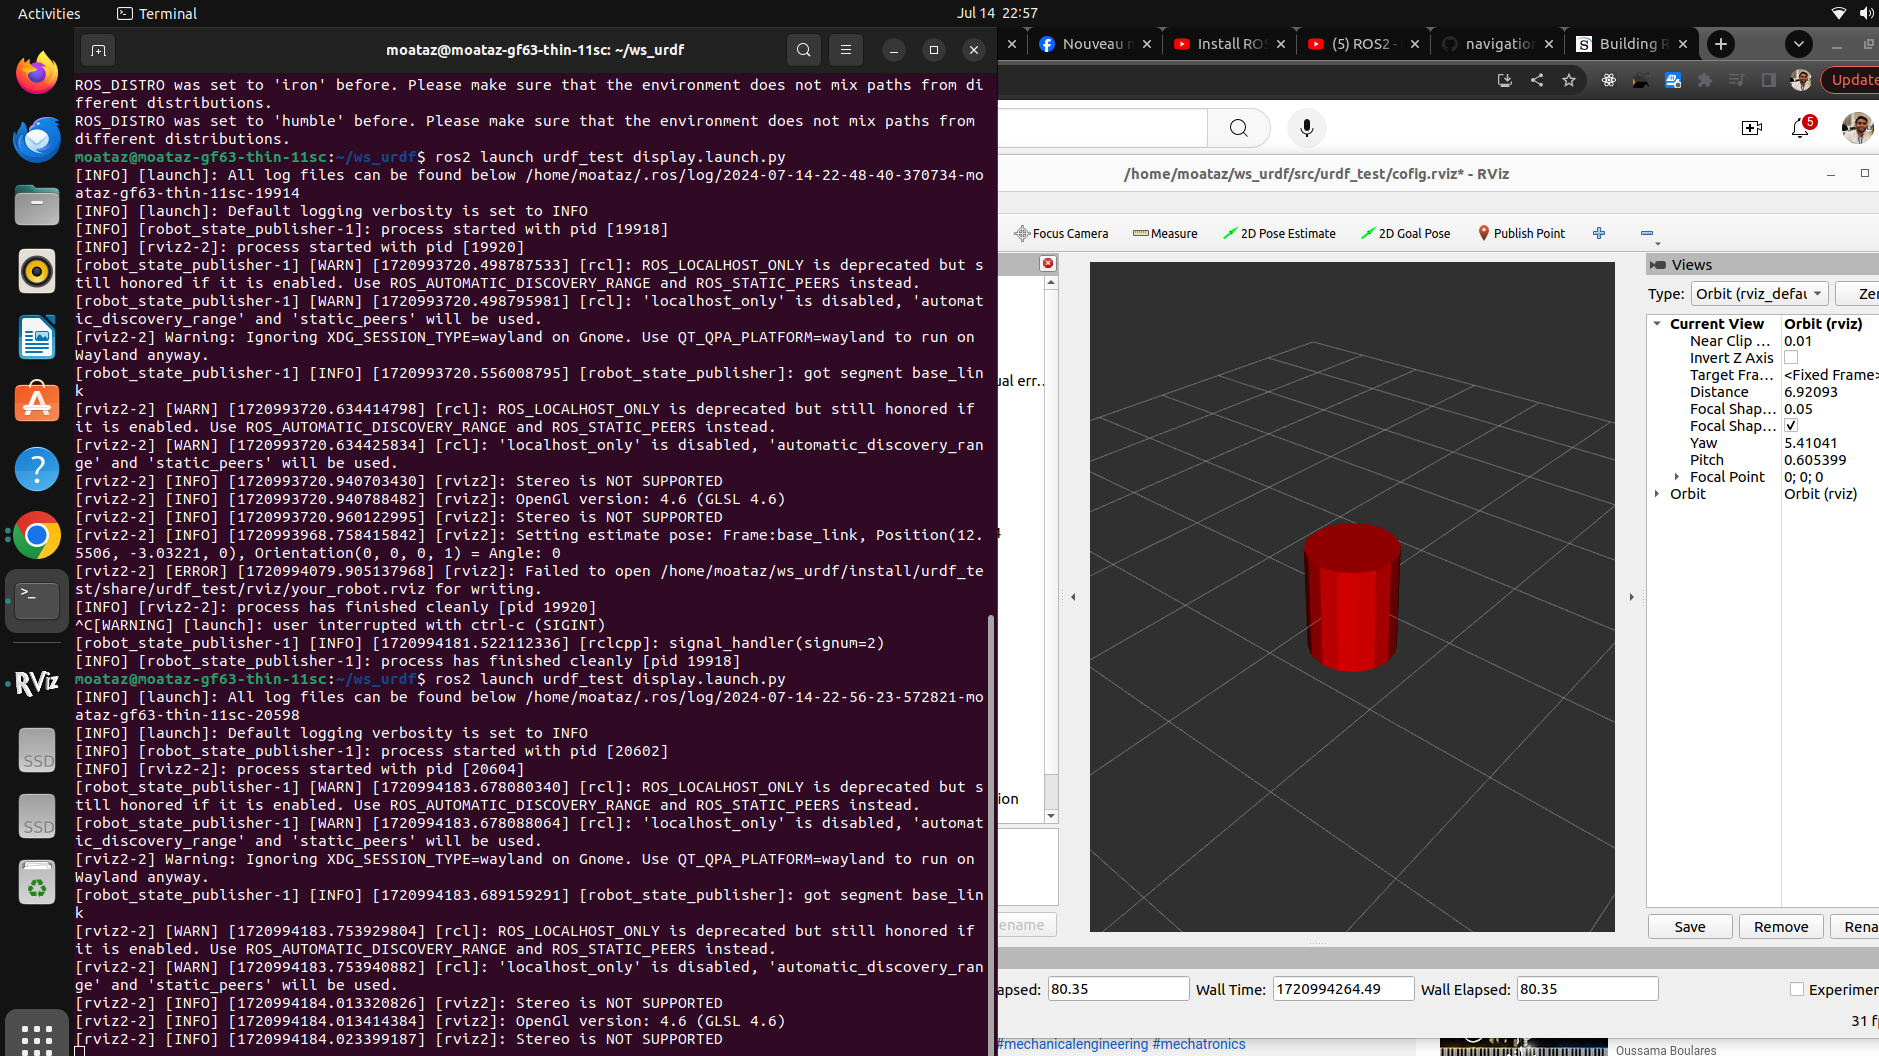 Activities
Terminal
Jul 14 22:57
moataz@moataz-gf63-thin-11sc: ~/ws_urdf
ROS_DISTRO was set to 'iron' before. Please make sure that the environment does not mix paths from di
fferent distributions.
ROS_DISTRO was set to 'humble' before. Please make sure that the environment does not mix paths from
different distributions.
moataz@moataz-gf63-thin-11sc:~/ws_urdf$ ros2 launch urdf_test display.launch.py
[INFO] [launch]: All log files can be found below /home/moataz/.ros/log/2024-07-14-22-48-40-370734-mo
ataz-gf63-thin-11sc-19914
[INFO] [launch]: Default logging verbosity is set to INFO
[INFO] [robot_state_publisher-1]: process started with pid [19918]
[INFO] [rviz2-2]: process started with pid [19920]
[robot_state_publisher-1] [WARN] [1720993720.498787533] [rcl]: ROS_LOCALHOST_ONLY is deprecated but s
till honored if it is enabled. Use ROS_AUTOMATIC_DISCOVERY_RANGE and ROS_STATIC_PEERS instead.
[robot_state_publisher-1] [WARN] [1720993720.498795981] [rcl]: 'localhost_only' is disabled, 'automat
ic_discovery_range' and 'static_peers' will be used.
[rviz2-2] Warning: Ignoring XDG_SESSION_TYPE=wayland on Gnome. Use QT_QPA_PLATFORM=wayland to run on
Wayland anyway.
[robot_state_publisher-1] [INFO] [1720993720.556008795] [robot_state_publisher]: got segment base_lin
k
[rviz2-2] [WARN] [1720993720.634414798] [rcl]: ROS_LOCALHOST_ONLY is deprecated but still honored if
it is enabled. Use ROS_AUTOMATIC_DISCOVERY_RANGE and ROS_STATIC_PEERS instead.
[rviz2-2] [WARN] [1720993720.634425834] [rcl]: 'localhost_only' is disabled, 'automatic_discovery_ran
ge' and 'static_peers' will be used.
[rviz2-2] [INFO] [1720993720.940703430] [rviz2]: Stereo is NOT SUPPORTED
[rviz2-2] [INFO] [1720993720.940788482] [rviz2]: OpenGl version: 4.6 (GLSL 4.6)
[rviz2-2] [INFO] [1720993720.960122995] [rviz2]: Stereo is NOT SUPPORTED
[rviz2-2] [INFO] [1720993968.758415842] [rviz2]: Setting estimate pose: Frame:base_link, Position(12.
5506, -3.03221, 0), Orientation(0, 0, 0, 1) = Angle: 0
[rviz2-2] [ERROR] [1720994079.905137968] [rviz2]: Failed to open /home/moataz/ws_urdf/install/urdf_te
st/share/urdf_test/rviz/your_robot.rviz for writing.
[INFO] [rviz2-2]: process has finished cleanly [pid 19920]
^C[WARNING] [launch]: user interrupted with ctrl-c (SIGINT)
[robot_state_publisher-1] [INFO] [1720994181.522112336] [rclcpp]: signal_handler(signum=2)
[INFO] [robot_state_publisher-1]: process has finished cleanly [pid 19918]
moataz@moataz-gf63-thin-11sc:~/ws_urdf$ ros2 launch urdf_test display.launch.py
[INFO] [launch]: All log files can be found below /home/moataz/.ros/log/2024-07-14-22-56-23-572821-mo
ataz-gf63-thin-11sc-20598
[INFO] [launch]: Default logging verbosity is set to INFO
[INFO] [robot_state_publisher-1]: process started with pid [20602]
[INFO] [rviz2-2]: process started with pid [20604]
[robot_state_publisher-1] [WARN] [1720994183.678080340] [rcl]: ROS_LOCALHOST_ONLY is deprecated but s
till honored if it is enabled. Use ROS_AUTOMATIC_DISCOVERY_RANGE and ROS_STATIC_PEERS instead.
[robot_state_publisher-1] [WARN] [1720994183.678088064] [rcl]: 'localhost_only' is disabled, 'automat
ic_discovery_range' and 'static_peers' will be used.
[rviz2-2] Warning: Ignoring XDG_SESSION_TYPE=wayland on Gnome. Use QT_QPA_PLATFORM=wayland to run on
Wayland anyway.
[robot_state_publisher-1] [INFO] [1720994183.689159291] [robot_state_publisher]: got segment base_lin
k
[rviz2-2] [WARN] [1720994183.753929804] [rcl]: ROS_LOCALHOST_ONLY is deprecated but still honored if
it is enabled. Use ROS_AUTOMATIC_DISCOVERY_RANGE and ROS_STATIC_PEERS instead.
[rviz2-2] [WARN] [1720994183.753940882] [rcl]: 'localhost_only' is disabled, 'automatic_discovery_ran
ge' and 'static_peers' will be used.
[rviz2-2] [INFO] [1720994184.013320826] [rviz2]: Stereo is NOT SUPPORTED
[rviz2-2] [INFO] [1720994184.013414384] [rviz2]: OpenGl version: 4.6 (GLSL 4.6)
[rviz2-2] [INFO] [1720994184.023399187] [rviz2]: Stereo is NOT SUPPORTED
RViz
SSD
SSD
Nouveau
Install ROS
(5) ROS2 -
navigation
Building R
Update
5
/home/moataz/ws_urdf/src/urdf_test/cofig.rviz* - RViz
Focus Camera
Measure
2D Pose Estimate
2D Goal Pose
Publish Point
ual err...
ion
ename
Views
Type: Orbit (rviz_defau
Zer
Current View Orbit (rviz)
Near Clip ... 0.01
Invert Z Axis
Target Fra... <Fixed Frame>
Distance 6.92093
Focal Shap... 0.05
Focal Shap...
Yaw 5.41041
Pitch 0.605399
Focal Point 0; 0; 0
Orbit Orbit (rviz)
Save
Remove
Rena
apsed: 80.35
Wall Time: 1720994264.49
Wall Elapsed: 80.35
Experimen
31 f
#mechanicalengineering #mechatronics
Oussama Boulares